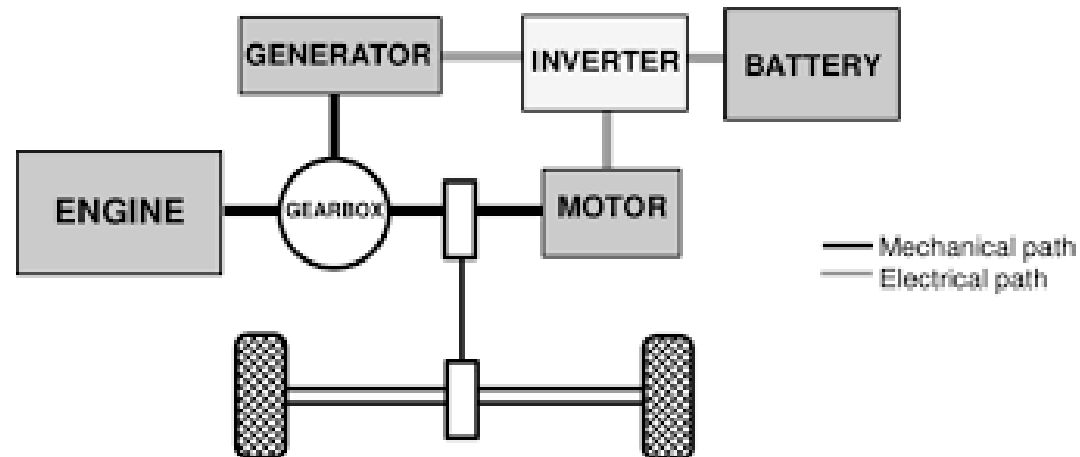 GENERATOR
INVERTER
BATTERY
ENGINE
GEARBOX
MOTOR
Mechanical path
Electrical path